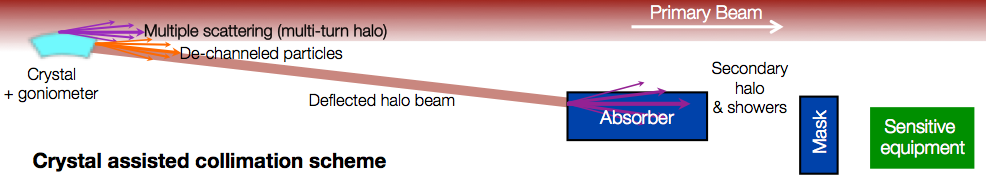 Primary Beam
Multiple scattering (multi-turn halo)
De-channeled particles
Crystal
+ goniometer
Deflected halo beam
Absorber
Secondary
halo
& showers
Mask
Sensitive
equipment
Crystal assisted collimation scheme